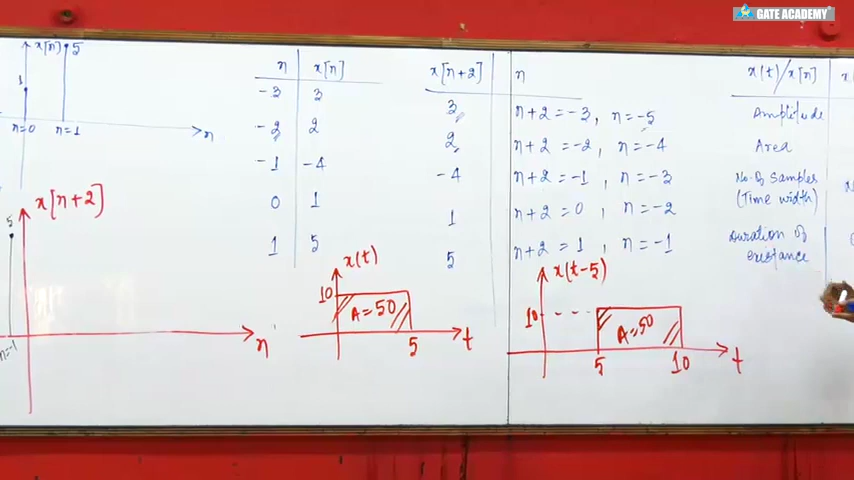 GATE ACADEMY
x[n]
5
1
n=0
n=1
n
x[n+2]
5
n=-1
n
n x[n]
-3 3
-2 2
-1 -4
0 1
1 5
x[n+2] n
3 n+2 = -3, n = -5
2 n+2 = -2, n = -4
-4 n+2 = -1, n = -3
1 n+2 = 0, n = -2
5 n+2 = 1, n = -1
x(t)
10
A=50
5
t
x(t-5)
10
A=50
5
10
t
x(t)/x[n]
Amplitude
Area
No. of Samples
(Time width)
Duration of
existance